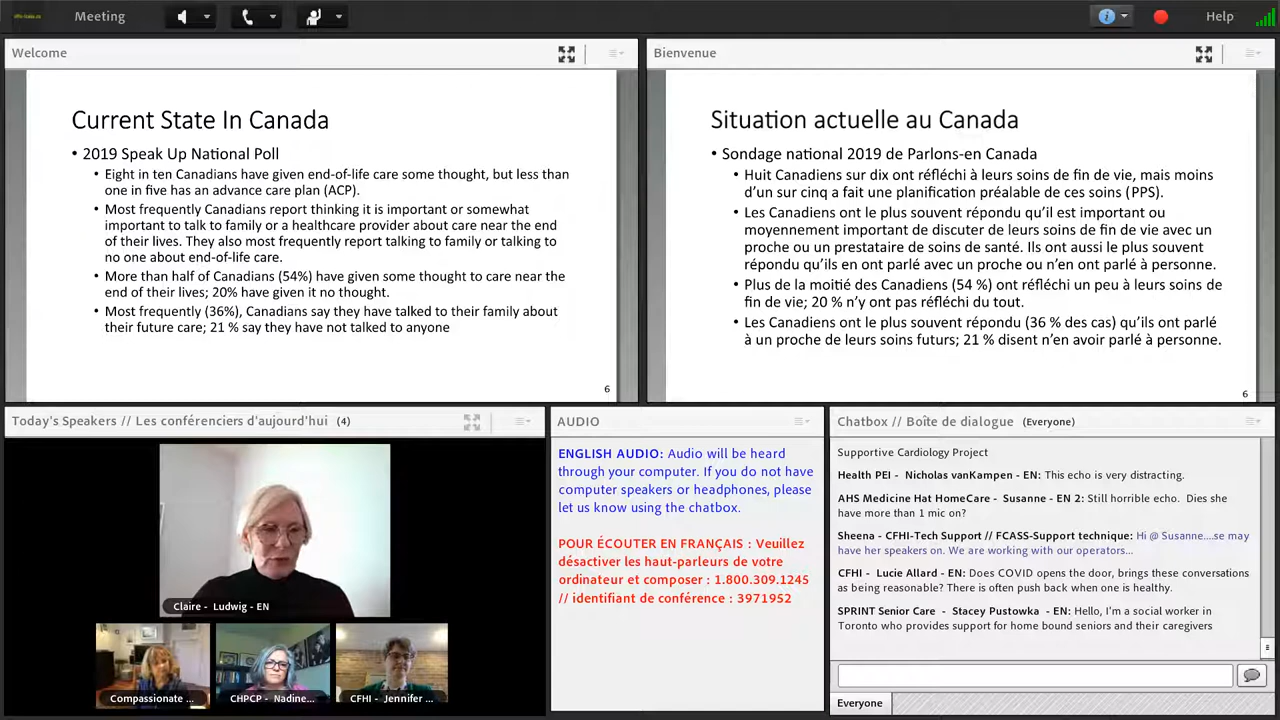 Meeting
Help
Welcome
Current State In Canada
• 2019 Speak Up National Poll
• Eight in ten Canadians have given end-of-life care some thought, but less than
one in five has an advance care plan (ACP).
• Most frequently Canadians report thinking it is important or somewhat
important to talk to family or a healthcare provider about care near the end
of their lives. They also most frequently report talking to family or talking to
no one about end-of-life care.
• More than half of Canadians (54%) have given some thought to care near the
end of their lives; 20% have given it no thought.
• Most frequently (36%), Canadians say they have talked to their family about
their future care; 21 % say they have not talked to anyone
6
Bienvenue
Situation actuelle au Canada
• Sondage national 2019 de Parlons-en Canada
• Huit Canadiens sur dix ont réfléchi à leurs soins de fin de vie, mais moins
d'un sur cinq a fait une planification préalable de ces soins (PPS).
• Les Canadiens ont le plus souvent répondu qu'il est important ou
moyennement important de discuter de leurs soins de fin de vie avec un
proche ou un prestataire de soins de santé. Ils ont aussi le plus souvent
répondu qu'ils en ont parlé avec un proche ou n'en ont parlé à personne.
• Plus de la moitié des Canadiens (54 %) ont réfléchi un peu à leurs soins de
fin de vie; 20 % n'y ont pas réfléchi du tout.
• Les Canadiens ont le plus souvent répondu (36 % des cas) qu'ils ont parlé
à un proche de leurs soins futurs; 21 % disent n'en avoir parlé à personne.
6
Today's Speakers // Les conférenciers d'aujourd'hui (4)
Claire - Ludwig - EN
Compassionate ...
CHPCP - Nadine...
CFHI - Jennifer ...
AUDIO
ENGLISH AUDIO: Audio will be heard
through your computer. If you do not have
computer speakers or headphones, please
let us know using the chatbox.
POUR ÉCOUTER EN FRANÇAIS : Veuillez
désactiver les haut-parleurs de votre
ordinateur et composer : 1.800.309.1245
// identifiant de conférence : 3971952
Chatbox // Boîte de dialogue (Everyone)
Supportive Cardiology Project
Health PEI - Nicholas vanKampen - EN: This echo is very distracting.
AHS Medicine Hat HomeCare - Susanne - EN 2: Still horrible echo. Dies she
have more than 1 mic on?
Sheena - CFHI-Tech Support // FCASS-Support technique: Hi @ Susanne....se may
have her speakers on. We are working with our operators...
CFHI - Lucie Allard - EN: Does COVID opens the door, brings these conversations
as being reasonable? There is often push back when one is healthy.
SPRINT Senior Care - Stacey Pustowka - EN: Hello, I'm a social worker in
Toronto who provides support for home bound seniors and their caregivers
Everyone